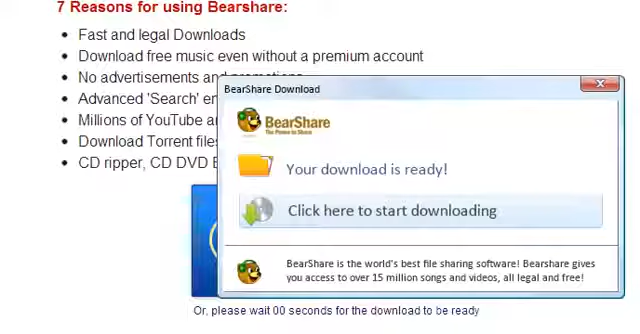 7 Reasons for using Bearshare:
Fast and legal Downloads
Download free music even without a premium account
No advertisements and promotions
Advanced 'Search' en
Millions of YouTube a
Download Torrent files
CD ripper, CD DVD
BearShare Download
BearShare
The Power to Share
Your download is ready!
Click here to start downloading
BearShare is the world's best file sharing software! Bearshare gives
you access to over 15 million songs and videos, all legal and free!
Or, please wait 00 seconds for the download to be ready